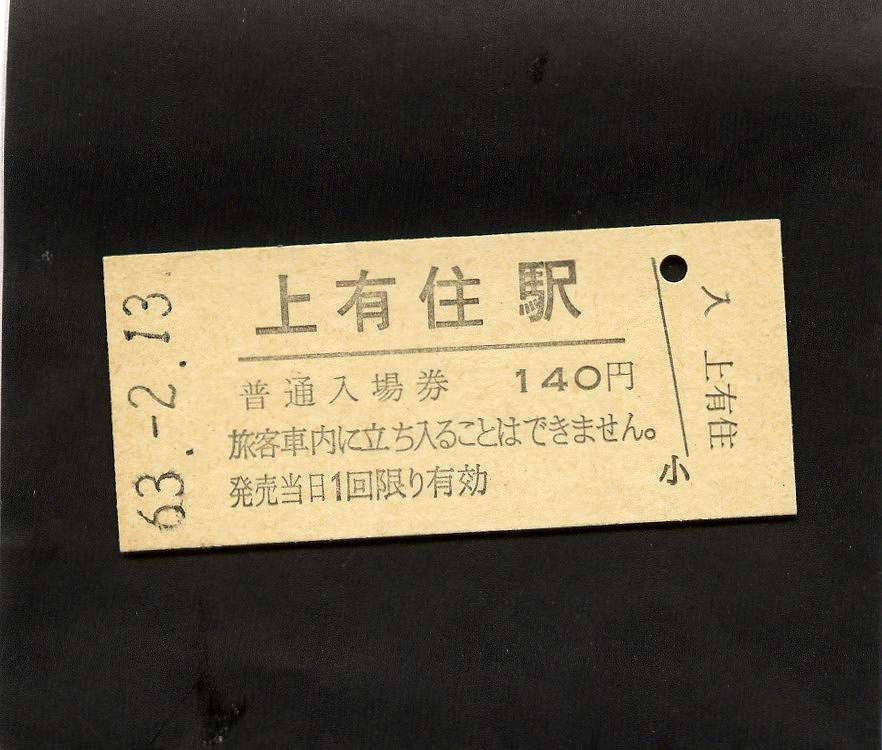 上有住駅
普通入場券 140円
旅客車内に立ち入ることはできません。
発売当日1回限り有効
63.-2.13
入 上有住
小